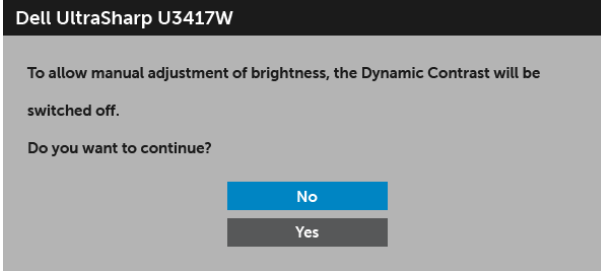 Dell UltraSharp U3417W
To allow manual adjustment of brightness, the Dynamic Contrast will be
switched off.
Do you want to continue?
No
Yes